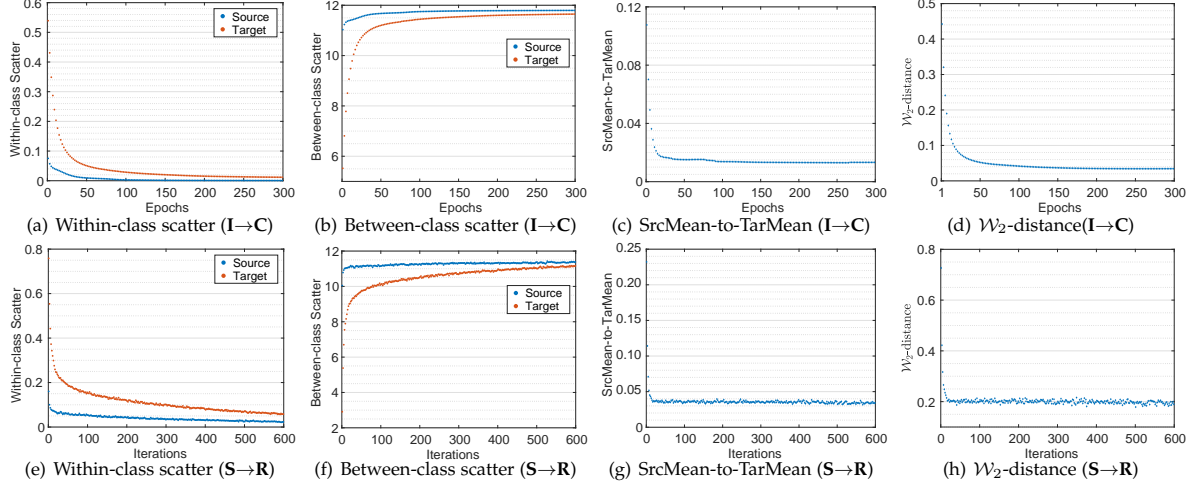 0.6
0.5
0.4
0.3
0.2
0.1
0
Within-class Scatter
Source
Target
0 50 100 150 200 250 300
Epochs
(a) Within-class scatter (I→C)
12
11
10
9
8
7
6
5
Between-class Scatter
Source
Target
0 50 100 150 200 250 300
Epochs
(b) Between-class scatter (I→C)
0.12
0.08
0.04
0.00
SrcMean-to-TarMean
0 50 100 150 200 250 300
Epochs
(c) SrcMean-to-TarMean (I→C)
0.5
0.4
0.3
0.2
0.1
0
W₂-distance
1 50 100 150 200 250 300
Epochs
(d) W₂-distance(I→C)
0.8
0.6
0.4
0.2
0
Within-class Scatter
Source
Target
0 100 200 300 400 500 600
Iterations
(e) Within-class scatter (S→R)
12
10
8
6
4
2
Between-class Scatter
Source
Target
0 100 200 300 400 500 600
Iterations
(f) Between-class scatter (S→R)
0.25
0.20
0.15
0.10
0.05
0.00
SrcMean-to-TarMean
0 100 200 300 400 500 600
Iterations
(g) SrcMean-to-TarMean (S→R)
0.8
0.6
0.4
0.2
W₂-distance
0 100 200 300 400 500 600
Iterations
(h) W₂-distance (S→R)